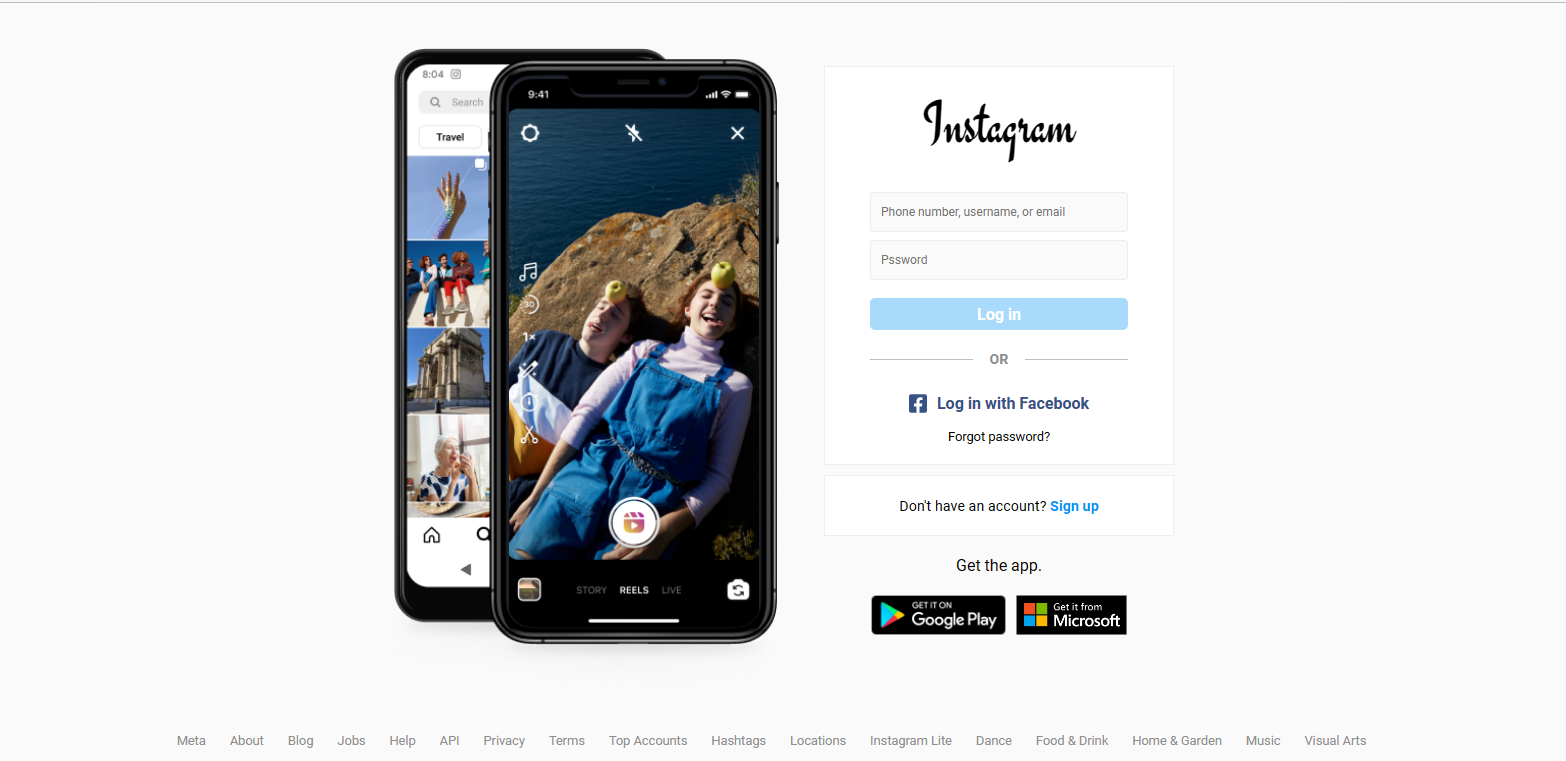 8:04
Search
Travel
9:41
30
1×
STORY REELS LIVE
Instagram
Phone number, username, or email
Pssword
Log in
OR
Log in with Facebook
Forgot password?
Don't have an account? Sign up
Get the app.
GET IT ON
Google Play
Get it from
Microsoft
Meta About Blog Jobs Help API Privacy Terms Top Accounts Hashtags Locations Instagram Lite Dance Food & Drink Home & Garden Music Visual Arts